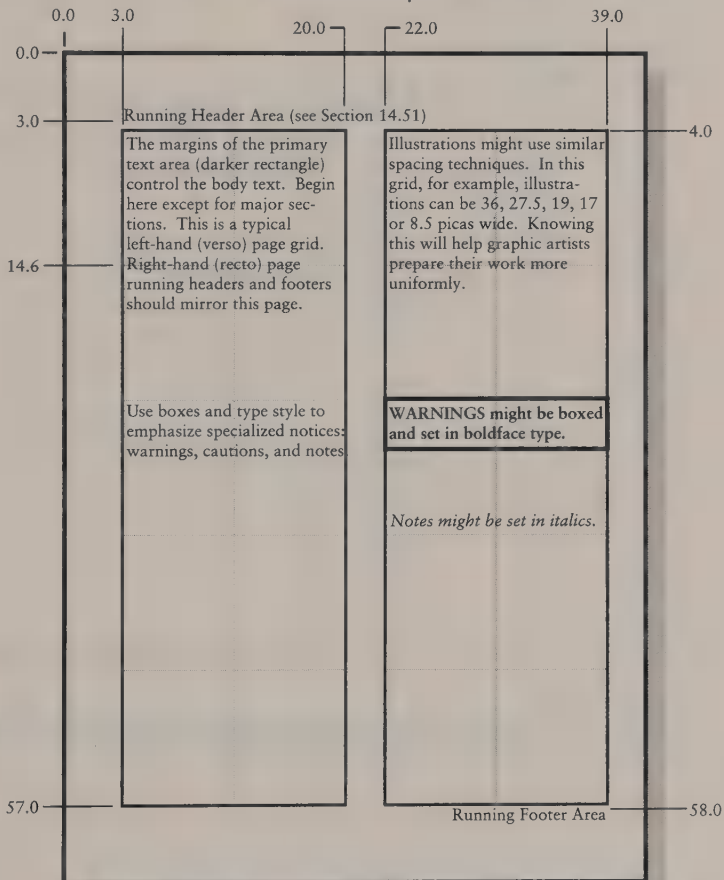 0.0 3.0 39.0
20.0 22.0
0.0
Running Header Area (see Section 14.51)
3.0
4.0
The margins of the primary
text area (darker rectangle)
control the body text. Begin
here except for major sec-
tions. This is a typical
left-hand (verso) page grid.
Right-hand (recto) page
running headers and footers
should mirror this page.
14.6
Use boxes and type style to
emphasize specialized notices:
warnings, cautions, and notes
Illustrations might use similar
spacing techniques. In this
grid, for example, illustra-
tions can be 36, 27.5, 19, 17
or 8.5 picas wide. Knowing
this will help graphic artists
prepare their work more
uniformly.
WARNINGS might be boxed
and set in boldface type.
Notes might be set in italics.
57.0
Running Footer Area
58.0